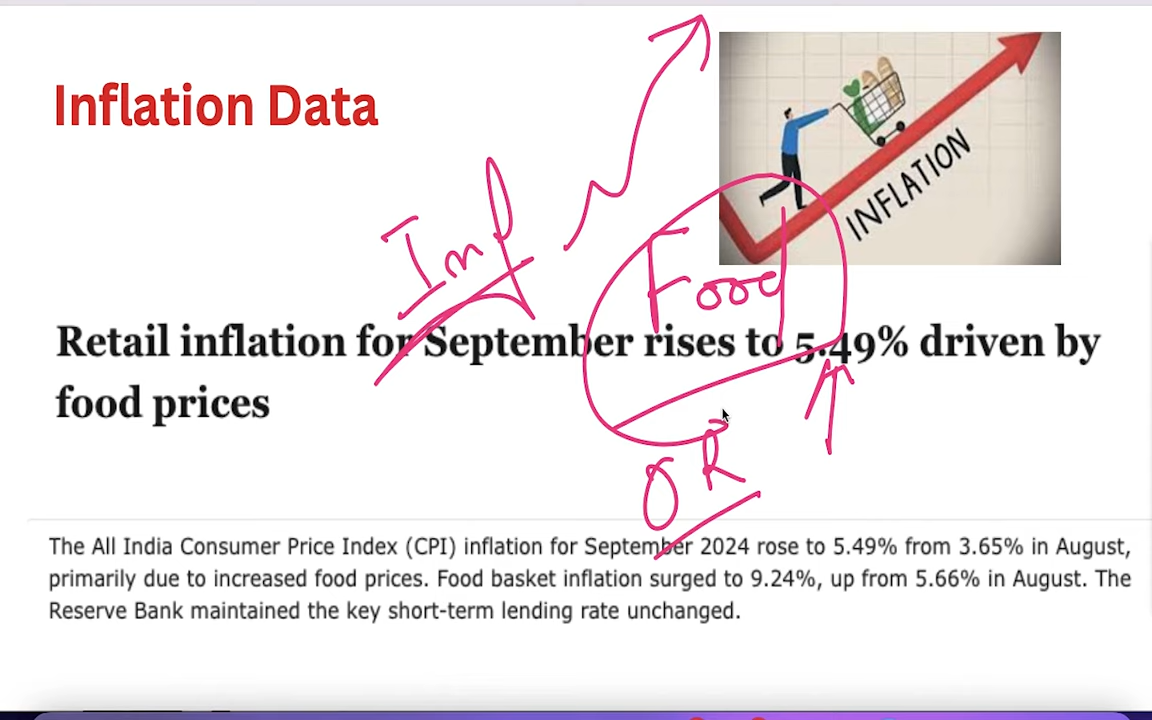 Inflation Data
INFLATION
Inf
Food
Retail inflation for September rises to 5.49% driven by
food prices
OR
The All India Consumer Price Index (CPI) inflation for September 2024 rose to 5.49% from 3.65% in August,
primarily due to increased food prices. Food basket inflation surged to 9.24%, up from 5.66% in August. The
Reserve Bank maintained the key short-term lending rate unchanged.